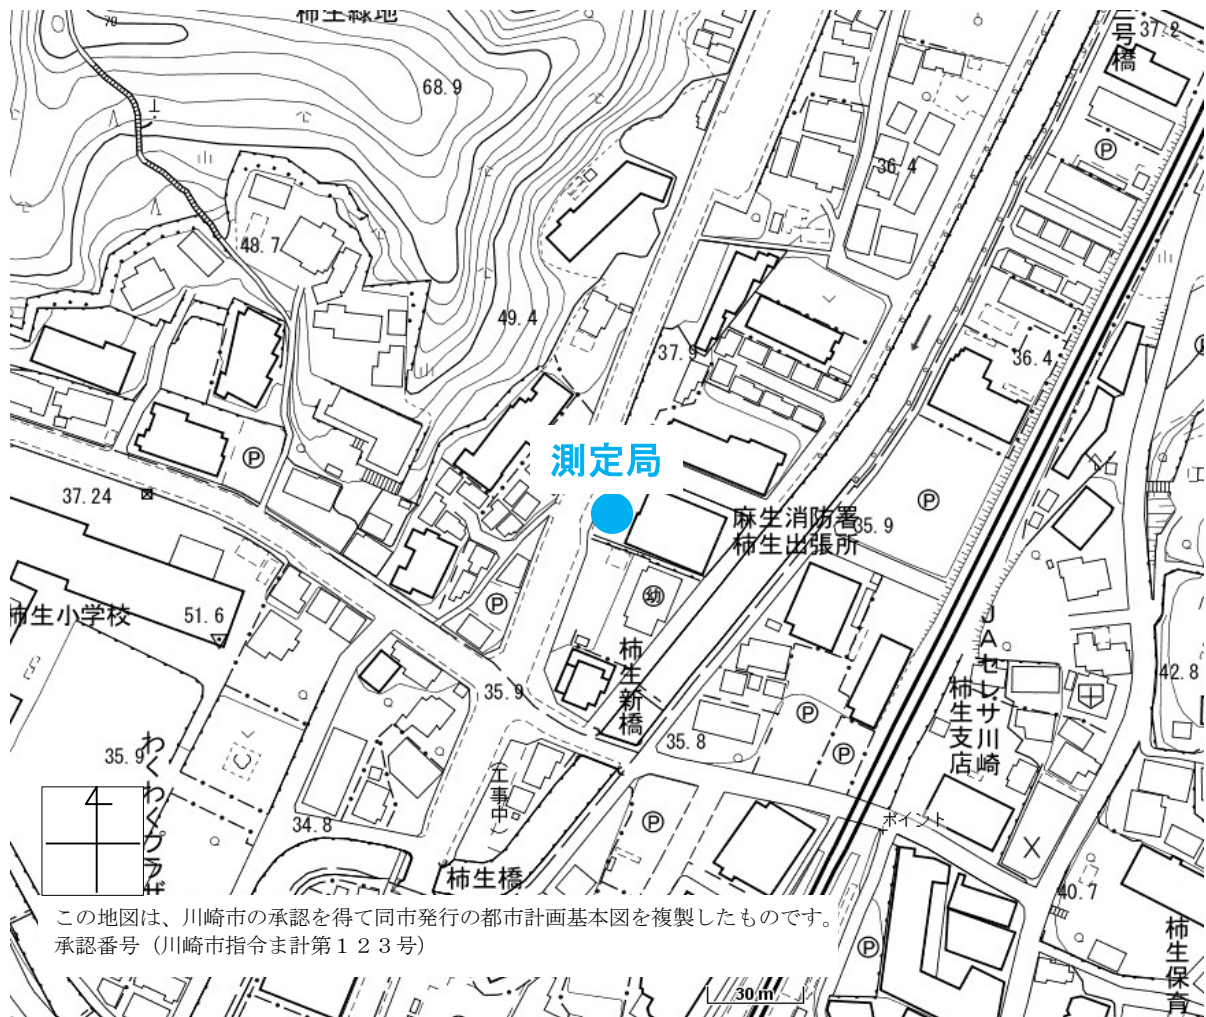 柿生緑地
70
68.9
号橋
37.2
36.4
48.7
49.4
37.9
36.4
P
P
測定局
37.24
P
麻生消防署
35.9
柿生出張所
柿生小学校
51.6
P
幼
柿生新橋
JAセレサ川崎
柿生支店
42.8
35.9
35.8
P
P
わくわくプラザ
35.9
(工事中)
34.8
P
ポイント
柿生橋
40.7
この地図は、川崎市の承認を得て同市発行の都市計画基本図を複製したものです。
承認番号（川崎市指令ま計第１２３号）
P
柿生保育
30 m